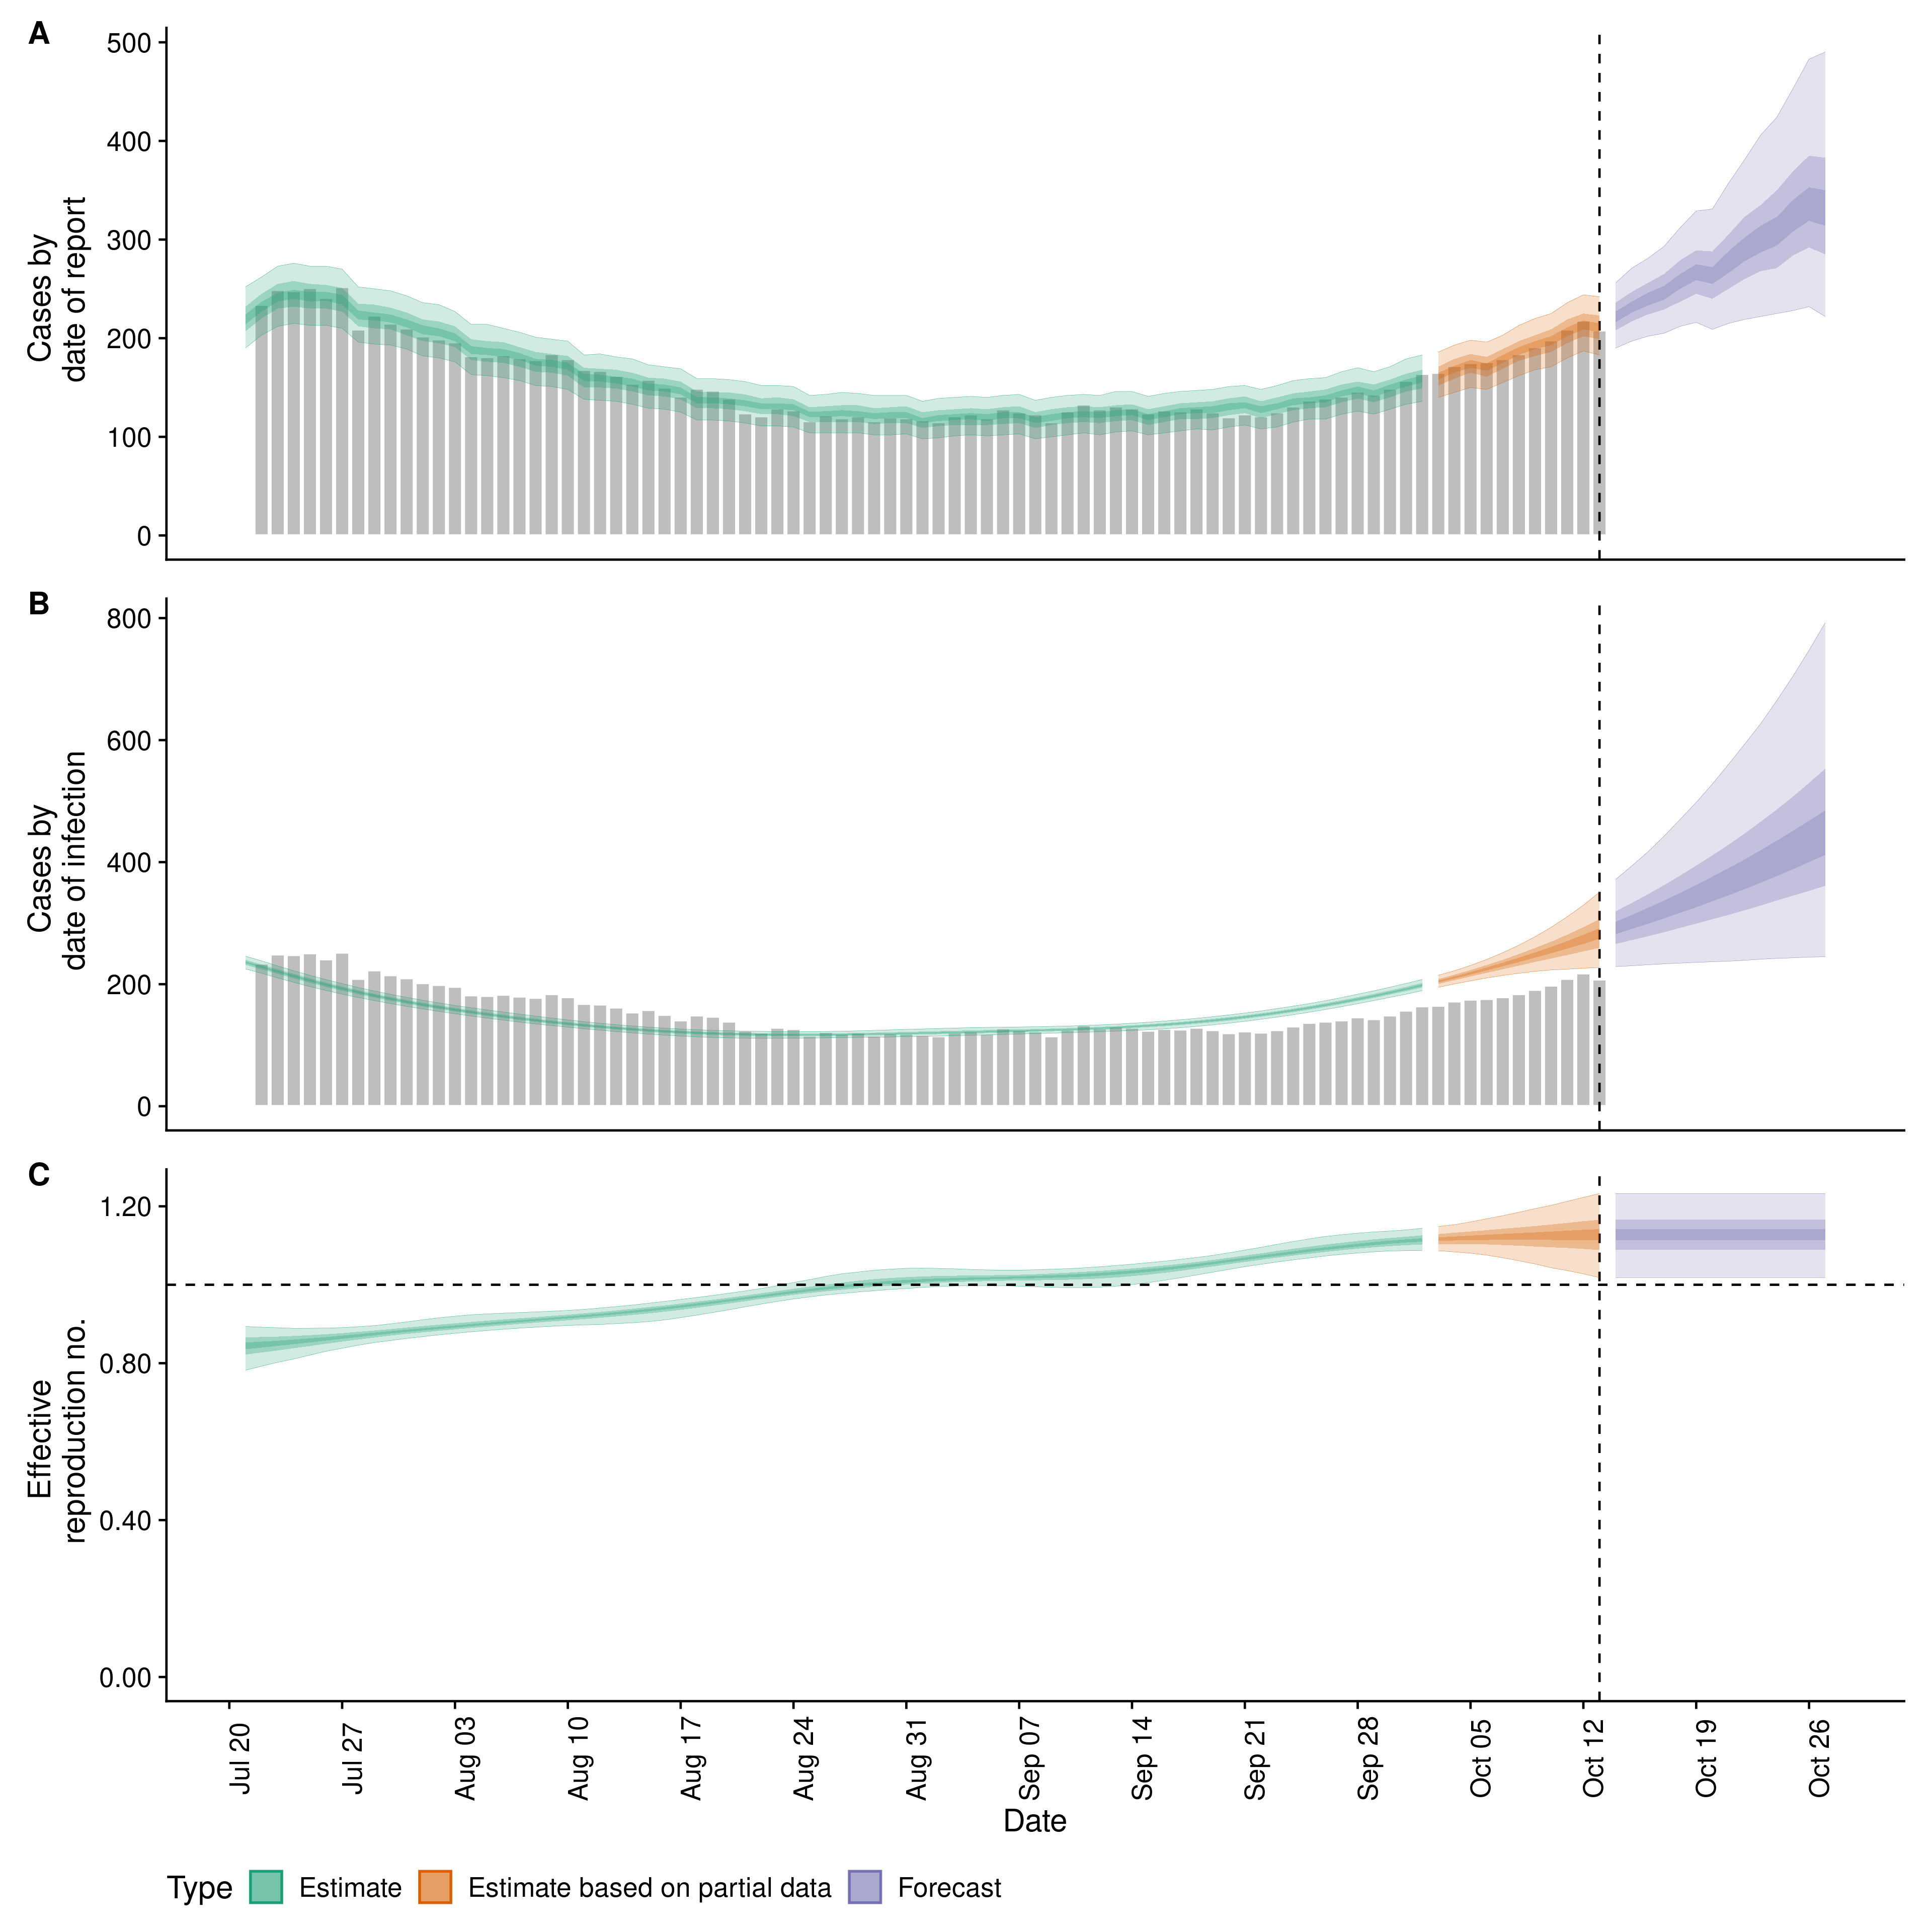 A
500
400
300
200
100
0
Cases by
date of report
B
800
600
400
200
0
Cases by
date of infection
C
1.20
0.80
0.40
0.00
Effective
reproduction no.
Jul 20
Jul 27
Aug 03
Aug 10
Aug 17
Aug 24
Aug 31
Sep 07
Sep 14
Sep 21
Sep 28
Oct 05
Oct 12
Oct 19
Oct 26
Date
Type Estimate Estimate based on partial data Forecast